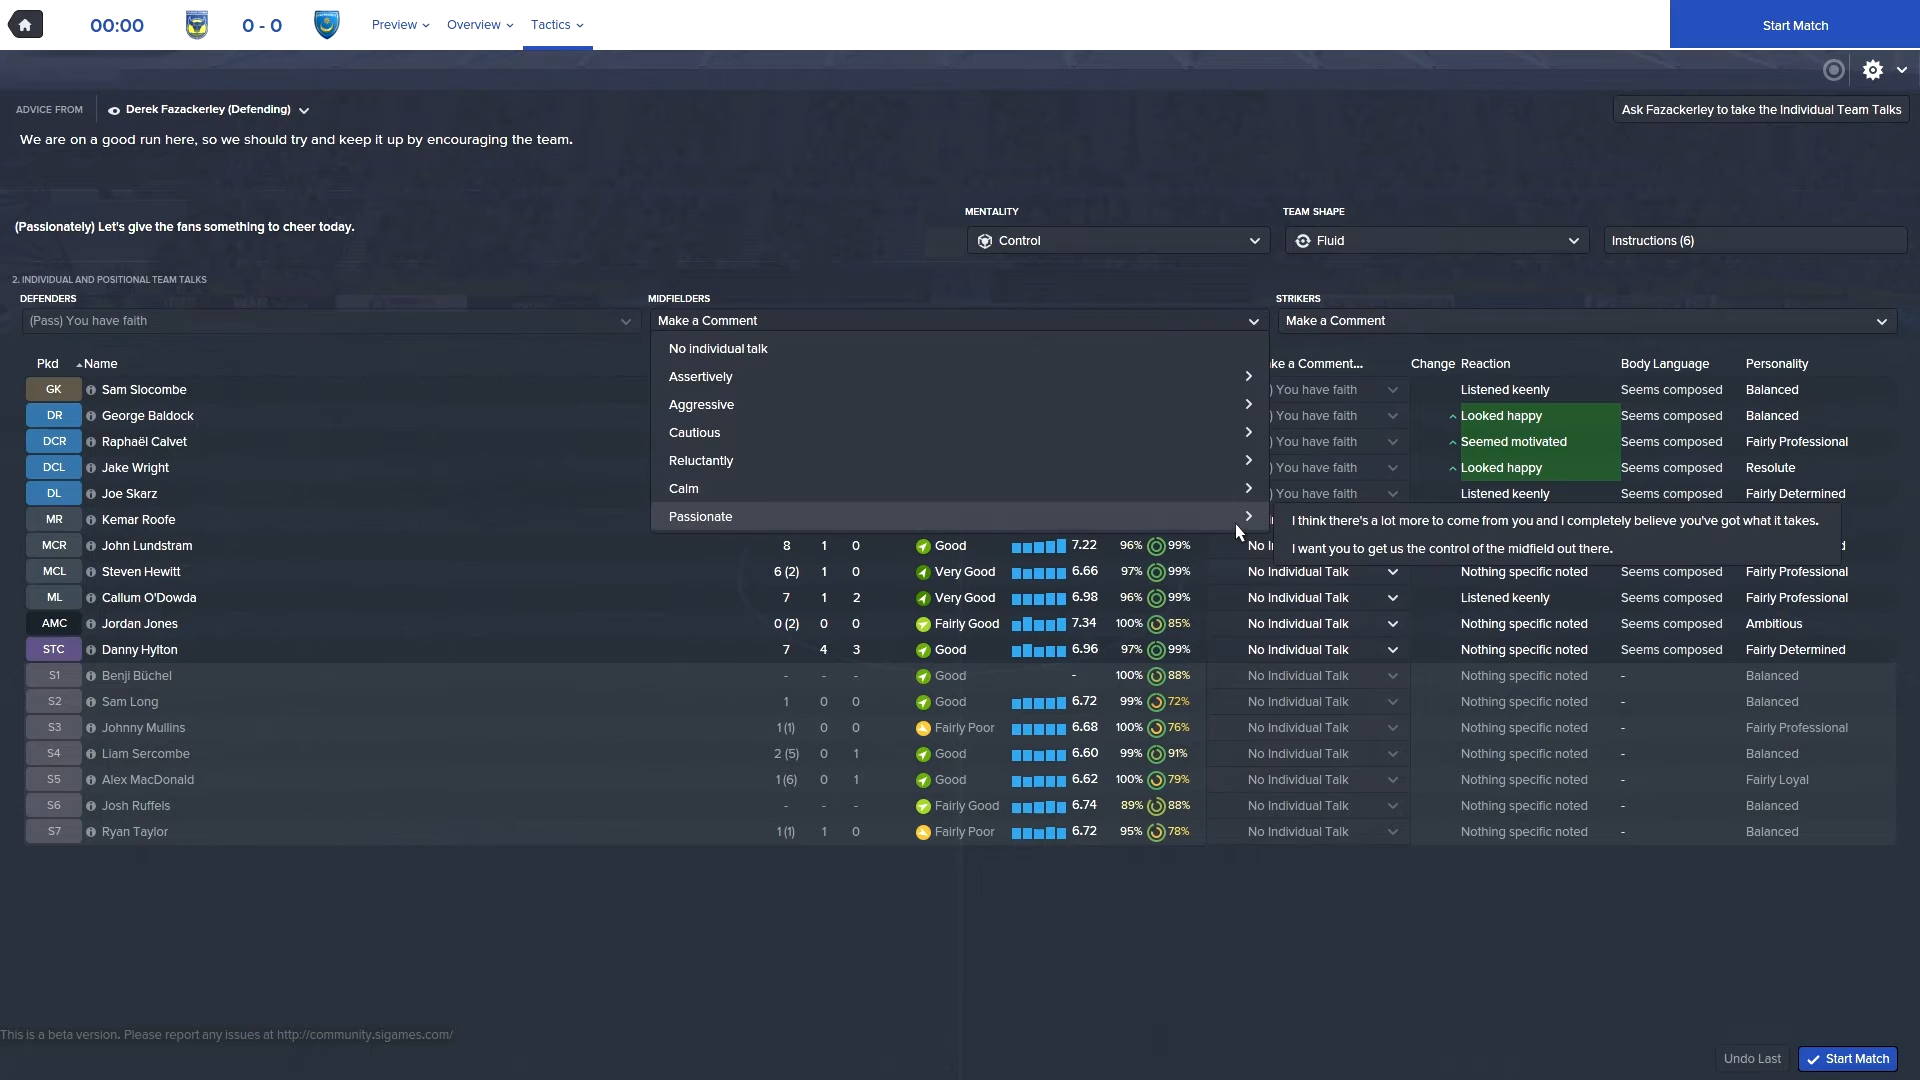 00:00
0 - 0
Preview
Overview
Tactics
Start Match
ADVICE FROM
Derek Fazackerley (Defending)
Ask Fazackerley to take the Individual Team Talks
We are on a good run here, so we should try and keep it up by encouraging the team.
(Passionately) Let's give the fans something to cheer today.
MENTALITY
Control
TEAM SHAPE
Fluid
Instructions (6)
2. INDIVIDUAL AND POSITIONAL TEAM TALKS
DEFENDERS
MIDFIELDERS
STRIKERS
(Pass) You have faith
Make a Comment
Make a Comment
No individual talk
Assertively
Aggressive
Cautious
Reluctantly
Calm
Passionate
I think there's a lot more to come from you and I completely believe you've got what it takes.
I want you to get us the control of the midfield out there.
Pkd Name ke a Comment... Change Reaction Body Language Personality
GK Sam Slocombe ) You have faith Listened keenly Seems composed Balanced
DR George Baldock ) You have faith Looked happy Seems composed Balanced
DCR Raphaël Calvet ) You have faith Seemed motivated Seems composed Fairly Professional
DCL Jake Wright ) You have faith Looked happy Seems composed Resolute
DL Joe Skarz ) You have faith Listened keenly Seems composed Fairly Determined
MR Kemar Roofe
MCR John Lundstram 8 1 0 Good 7.22 96% 99% No I
MCL Steven Hewitt 6 (2) 1 0 Very Good 6.66 97% 99% No Individual Talk Nothing specific noted Seems composed Fairly Professional
ML Callum O'Dowda 7 1 2 Very Good 6.98 96% 99% No Individual Talk Listened keenly Seems composed Fairly Professional
AMC Jordan Jones 0 (2) 0 0 Fairly Good 7.34 100% 85% No Individual Talk Nothing specific noted Seems composed Ambitious
STC Danny Hylton 7 4 3 Good 6.96 97% 99% No Individual Talk Nothing specific noted Seems composed Fairly Determined
S1 Benji Büchel - - - Good - 100% 88% No Individual Talk Nothing specific noted - Balanced
S2 Sam Long 1 0 0 Good 6.72 99% 72% No Individual Talk Nothing specific noted - Balanced
S3 Johnny Mullins 1 (1) 0 0 Fairly Poor 6.68 100% 76% No Individual Talk Nothing specific noted - Fairly Professional
S4 Liam Sercombe 2 (5) 0 1 Good 6.60 99% 91% No Individual Talk Nothing specific noted - Balanced
S5 Alex MacDonald 1 (6) 0 1 Good 6.62 100% 79% No Individual Talk Nothing specific noted - Fairly Loyal
S6 Josh Ruffels - - - Fairly Good 6.74 89% 88% No Individual Talk Nothing specific noted - Balanced
S7 Ryan Taylor 1 (1) 1 0 Fairly Poor 6.72 95% 78% No Individual Talk Nothing specific noted - Balanced
This is a beta version. Please report any issues at http://community.sigames.com/
Undo Last
Start Match